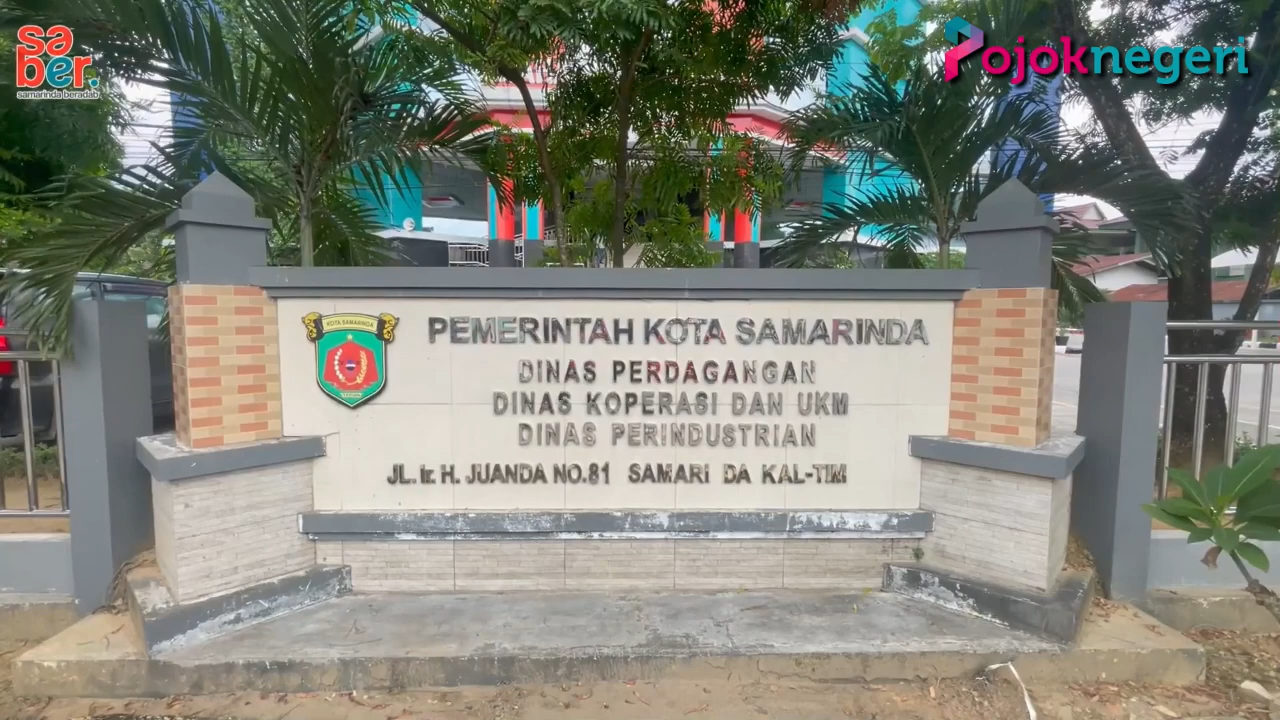 saber.
samarinda beradab
Pojoknegeri
KOTA SAMARINDA
PEMERINTAH KOTA SAMARINDA
DINAS PERDAGANGAN
DINAS KOPERASI DAN UKM
DINAS PERINDUSTRIAN
JL. Ir. H. JUANDA NO.81 SAMARI DA KAL-TIM